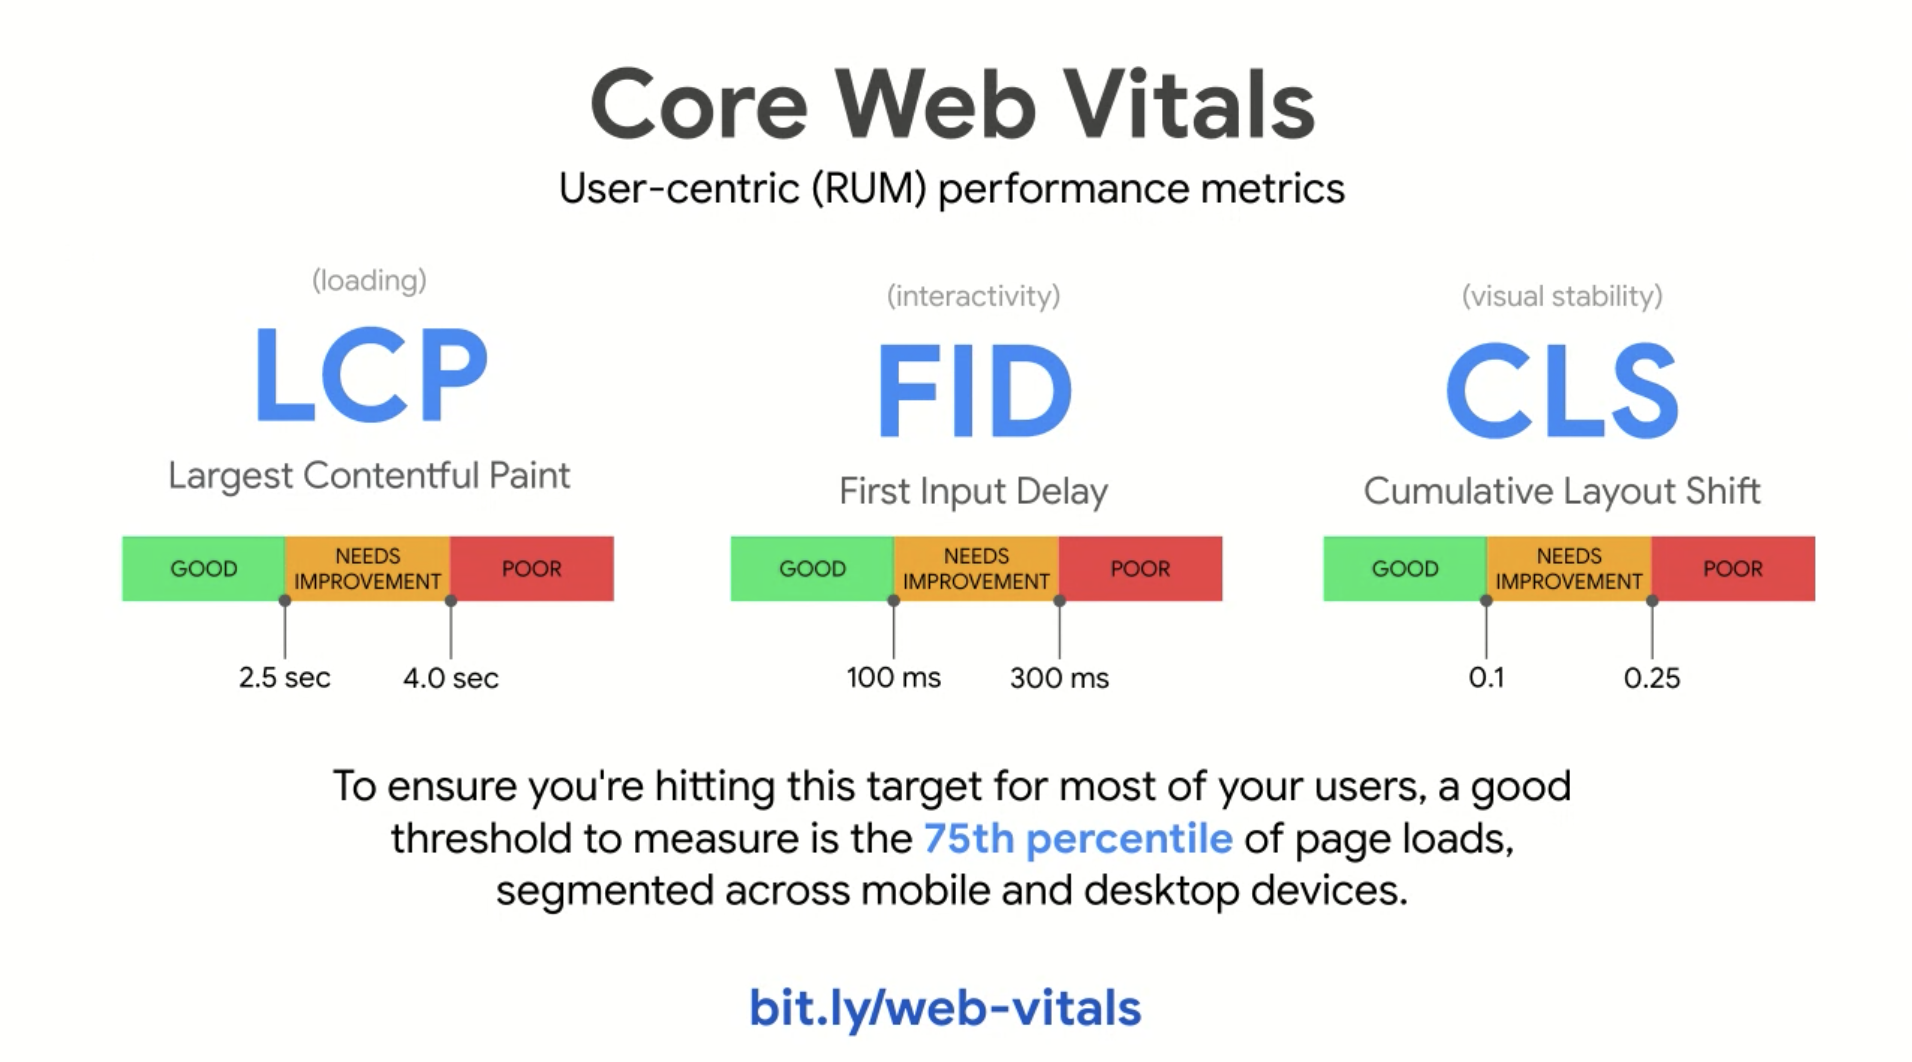 Core Web Vitals
User-centric (RUM) performance metrics
(loading)
LCP
Largest Contentful Paint
GOOD
NEEDS
IMPROVEMENT
POOR
2.5 sec
4.0 sec
(interactivity)
FID
First Input Delay
GOOD
NEEDS
IMPROVEMENT
POOR
100 ms
300 ms
(visual stability)
CLS
Cumulative Layout Shift
GOOD
NEEDS
IMPROVEMENT
POOR
0.1
0.25
To ensure you're hitting this target for most of your users, a good
threshold to measure is the 75th percentile of page loads,
segmented across mobile and desktop devices.
bit.ly/web-vitals